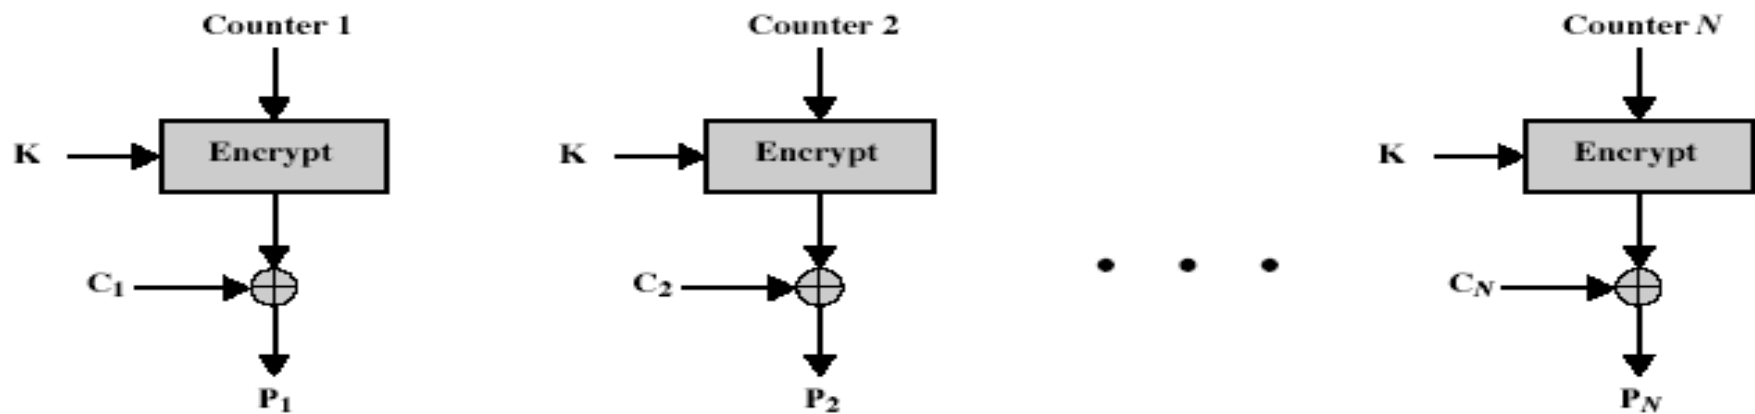 Counter 1 Counter 2 Counter N
K Encrypt K Encrypt K Encrypt
C1 C2 CN
P1 P2 PN